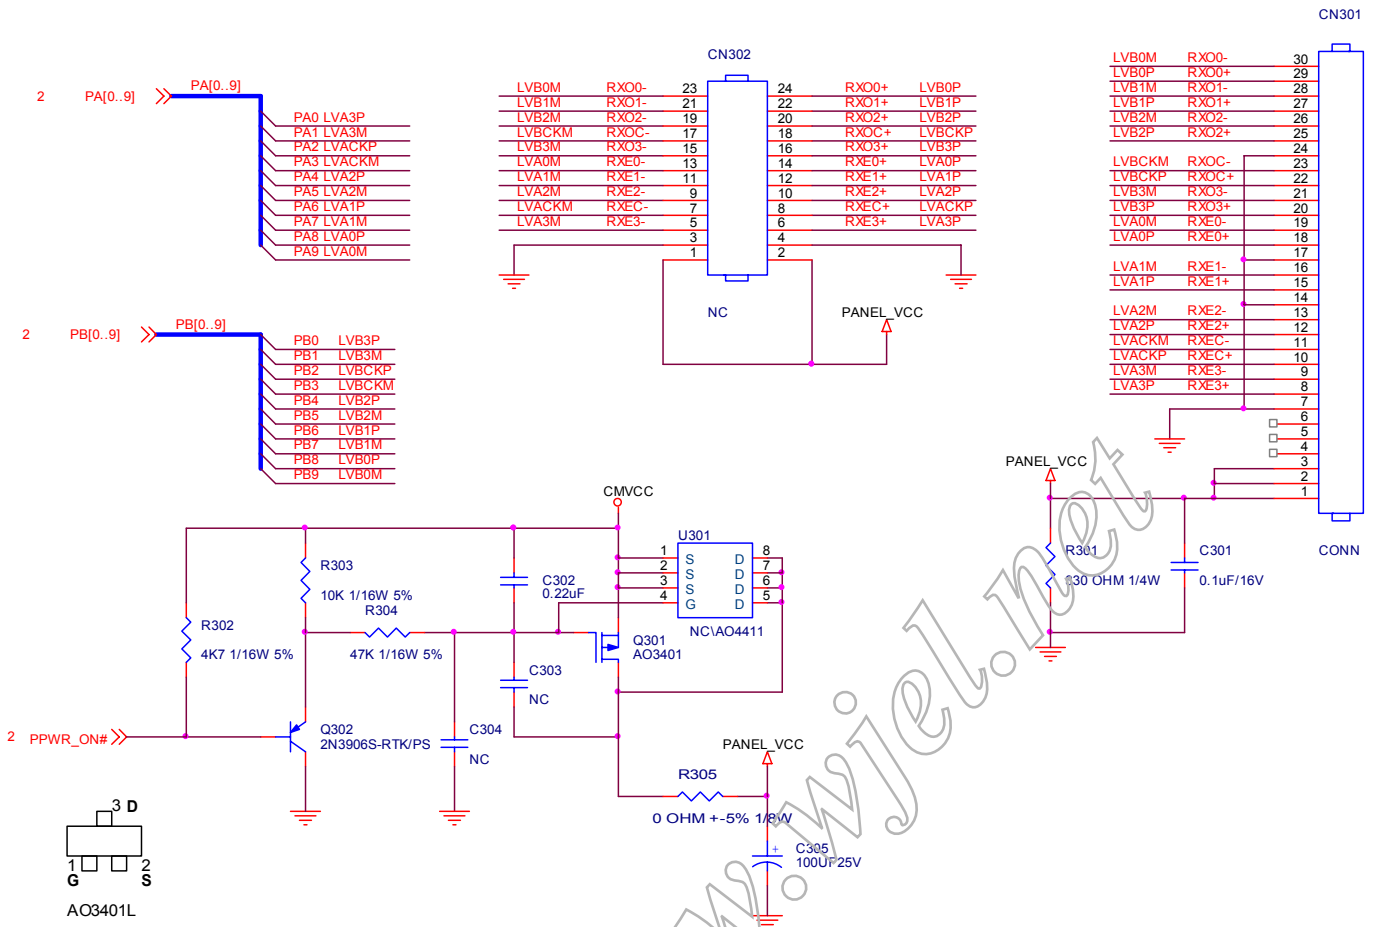 CN301
CN302
2 PA[0..9] PA[0..9]
PA0 LVA3P
PA1 LVA3M
PA2 LVACKP
PA3 LVACKM
PA4 LVA2P
PA5 LVA2M
PA6 LVA1P
PA7 LVA1M
PA8 LVA0P
PA9 LVA0M
LVB0M RXO0- 23 24 RXO0+ LVB0P
LVB1M RXO1- 21 22 RXO1+ LVB1P
LVB2M RXO2- 19 20 RXO2+ LVB2P
LVBCKM RXOC- 17 18 RXOC+ LVBCKP
LVB3M RXO3- 15 16 RXO3+ LVB3P
LVA0M RXE0- 13 14 RXE0+ LVA0P
LVA1M RXE1- 11 12 RXE1+ LVA1P
LVA2M RXE2- 9 10 RXE2+ LVA2P
LVACKM RXEC- 7 8 RXEC+ LVACKP
LVA3M RXE3- 5 6 RXE3+ LVA3P
3 4
1 2
NC
PANEL_VCC
LVB0M RXO0- 30
LVB0P RXO0+ 29
LVB1M RXO1- 28
LVB1P RXO1+ 27
LVB2M RXO2- 26
LVB2P RXO2+ 25
24
LVBCKM RXOC- 23
LVBCKP RXOC+ 22
LVB3M RXO3- 21
LVB3P RXO3+ 20
LVA0M RXE0- 19
LVA0P RXE0+ 18
17
LVA1M RXE1- 16
LVA1P RXE1+ 15
14
LVA2M RXE2- 13
LVA2P RXE2+ 12
LVACKM RXEC- 11
LVACKP RXEC+ 10
LVA3M RXE3- 9
LVA3P RXE3+ 8
7
6
5
4
3
2
1
CONN
2 PB[0..9] PB[0..9]
PB0 LVB3P
PB1 LVB3M
PB2 LVBCKP
PB3 LVBCKM
PB4 LVB2P
PB5 LVB2M
PB6 LVB1P
PB7 LVB1M
PB8 LVB0P
PB9 LVB0M
PANEL_VCC
R301
330 OHM 1/4W
C301
0.1uF/16V
CMVCC
U301
1 S D 8
2 S D 7
3 S D 6
4 G D 5
NC\AO4411
R303
10K 1/16W 5%
C302
0.22uF
R304
47K 1/16W 5%
R302
4K7 1/16W 5%
Q301
AO3401
C303
NC
2 PPWR_ON#
Q302
2N3906S-RTK/PS
C304
NC
PANEL_VCC
R305
0 OHM +-5% 1/8W
C305
+
100UF25V
3 D
1 2
G S
AO3401L
w.wjel.net